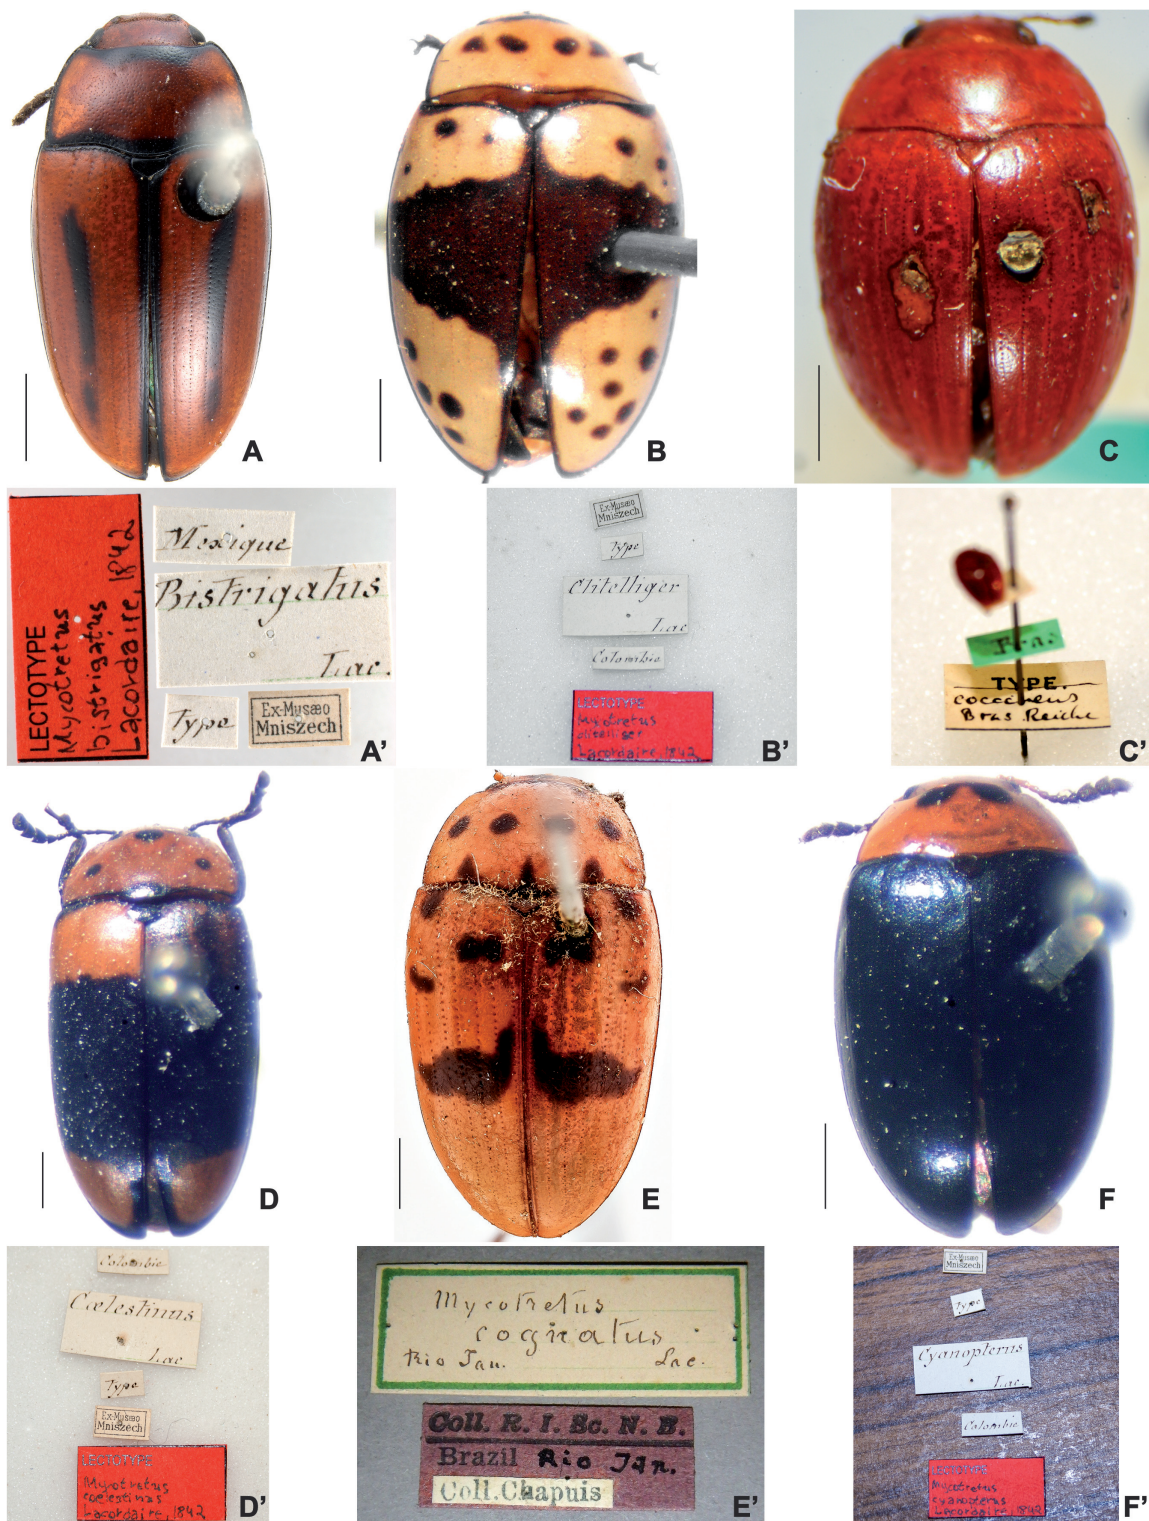 A
B
C
LECTOTYPE
Mycotretus
bistrigatus
Lacordaire, 1842
Mexique
Bistrigatus
Lac.
Type
Ex-Musæo
Mniszech
A'
Ex-Musæo
Mniszech
Type
Clitelliger
Lac
Colombie
LECTOTYPE
Mycotretus
clitelliger
Lacordaire, 1842
B'
Bras
TYPE.
coccineus
Bras Reiche
C'
D
E
F
Colombie
Cœlestinus
Lac
Type
Ex-Musæo
Mniszech
LECTOTYPE
Mycotretus
coelestinus
Lacordaire, 1842
D'
Mycotretus
cognatus
Rio Jan. Lac.
Coll. R. I. Sc. N. B.
Brazil Rio Jan.
Coll. Chapuis
E'
Ex-Musæo
Mniszech
Type
Cyanopterus
Lac.
Colombie
LECTOTYPE
Mycotretus
cyanopterus
Lacordaire, 1842
F'